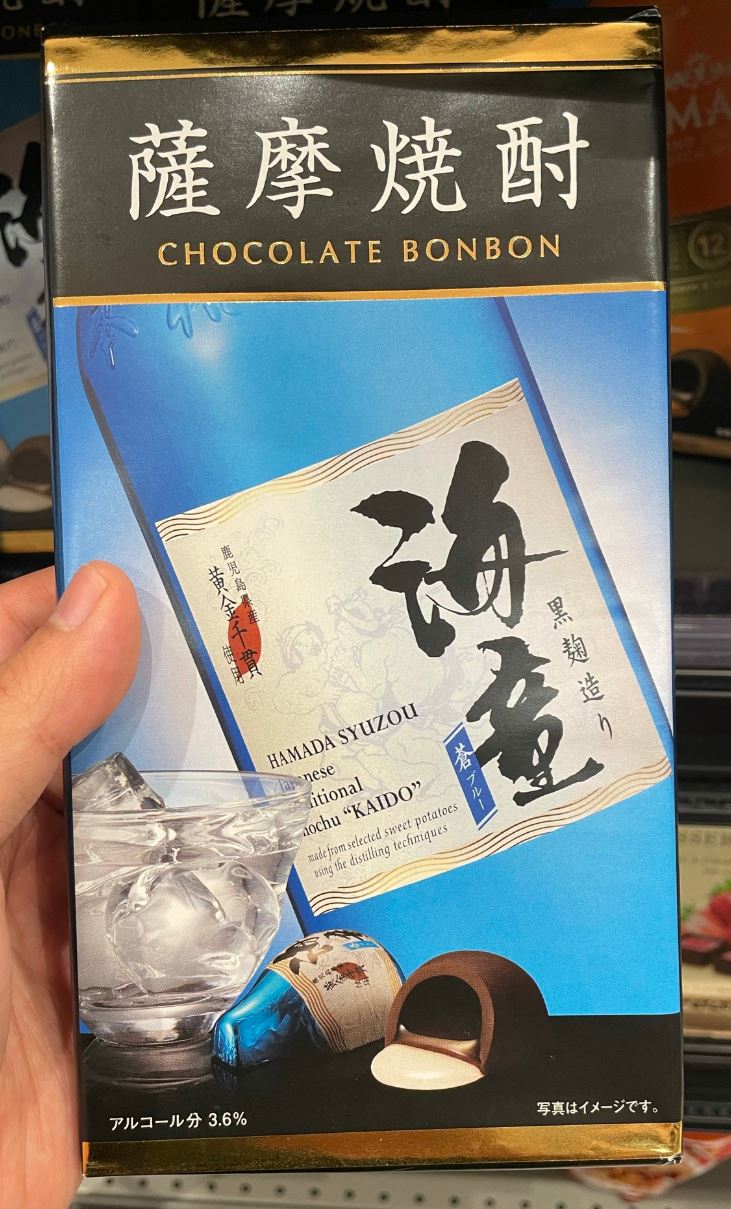 薩摩焼酎
CHOCOLATE BONBON
海童
黒麹造り
鹿児島県産
黄金千貫
使用
蒼
ブルー
HAMADA SYUZOU
"KAIDO"
made from selected sweet potatoes
using the distilling techniques
アルコール分 3.6%
写真はイメージです。
12